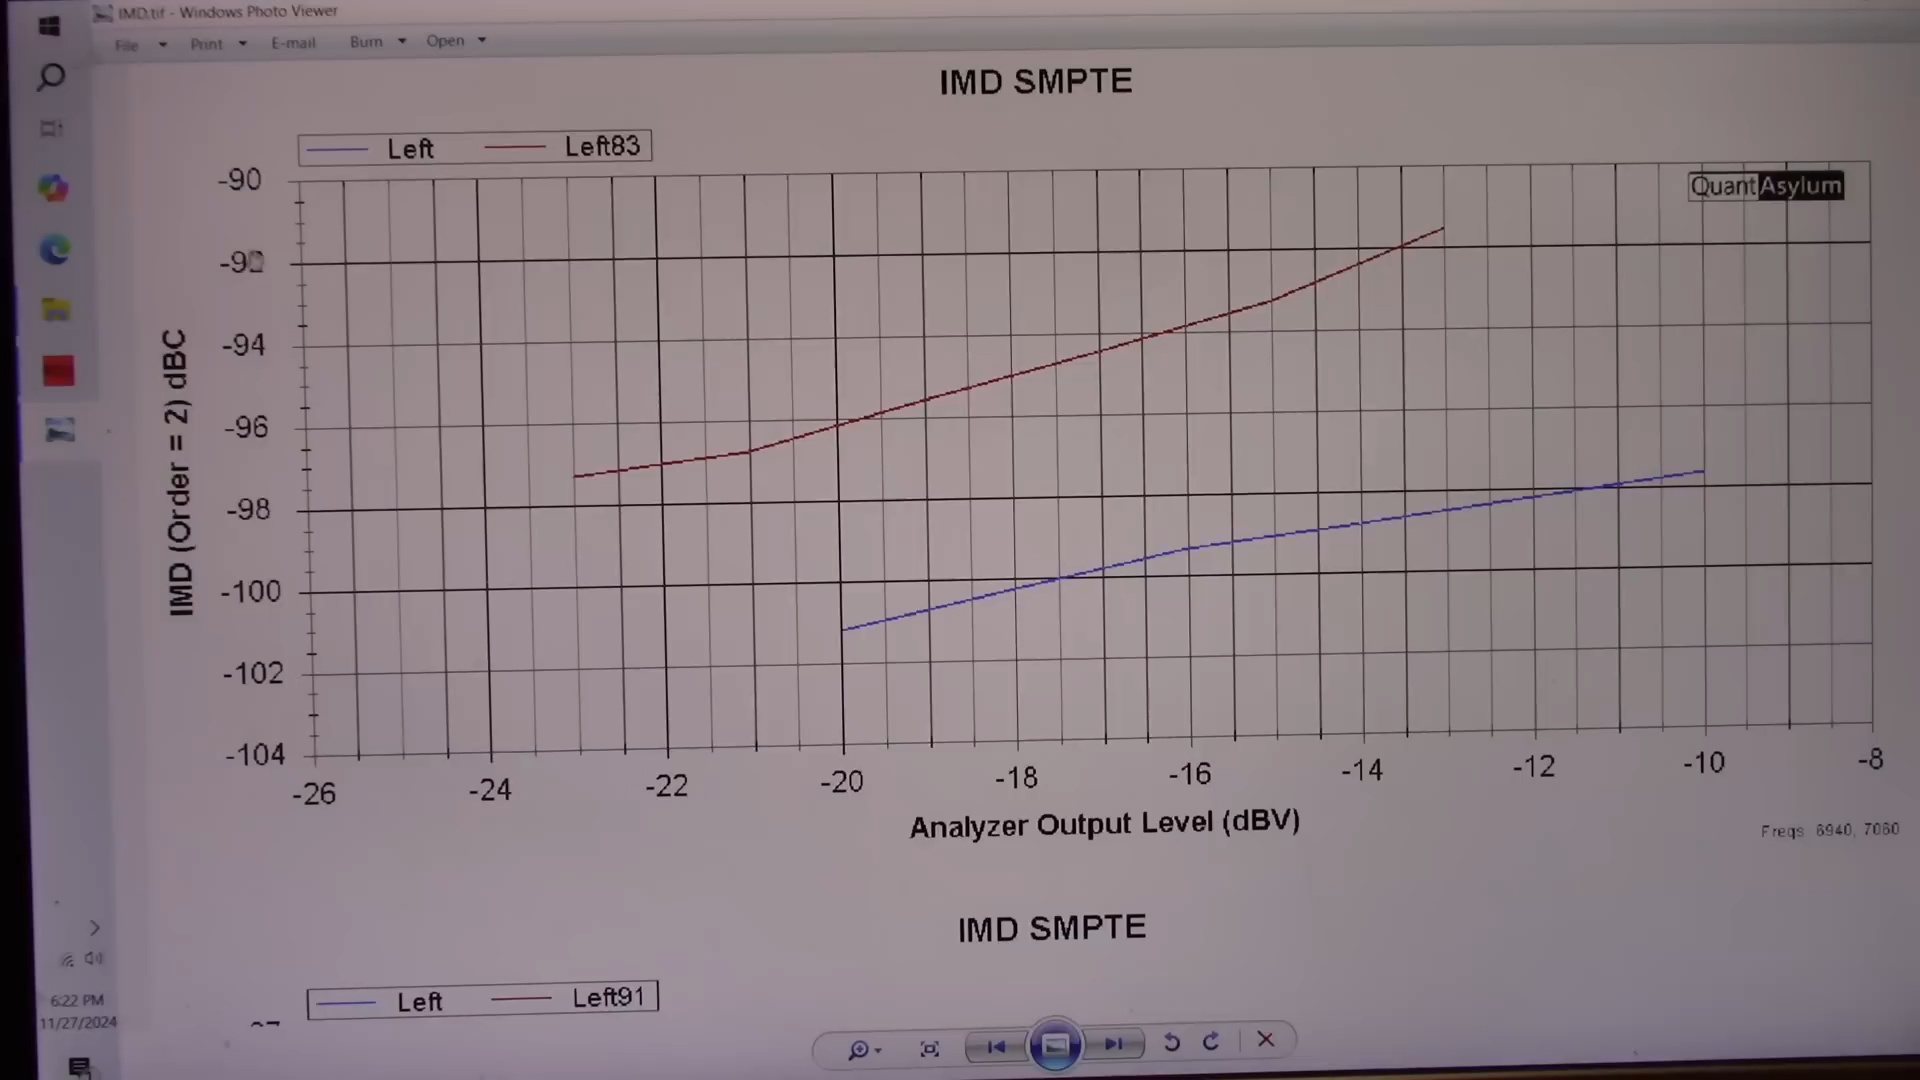 IMD.tif - Windows Photo Viewer
File Print E-mail Burn Open
IMD SMPTE
Left Left83
QuantAsylum
-90
-94
-96
-98
-100
-102
-104
IMD (Order = 2) dBC
-26 -24 -22 -20 -18 -16 -14 -12 -10 -8
Analyzer Output Level (dBV)
Freqs 6940, 7060
IMD SMPTE
Left Left91
6:22 PM
11/27/2024